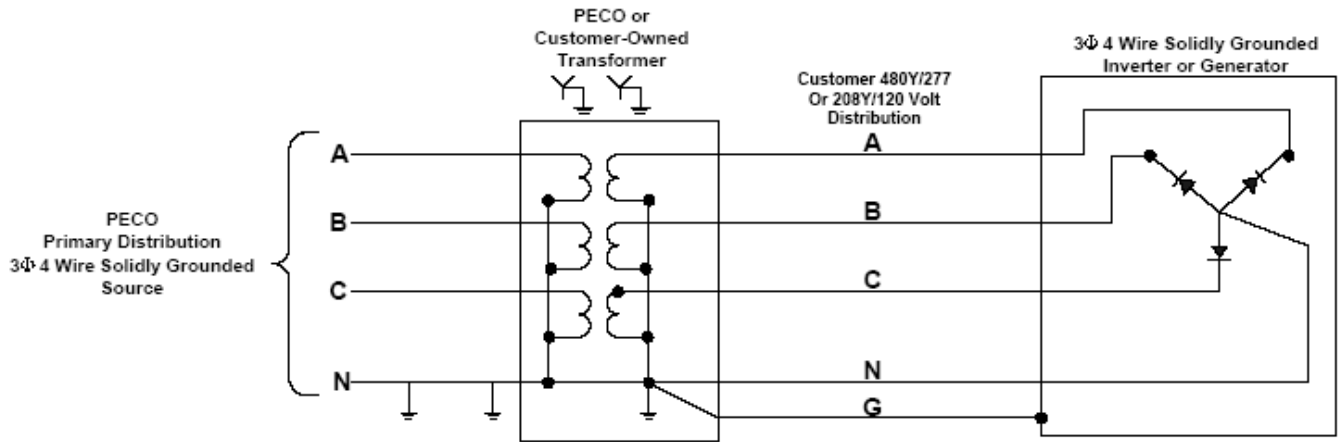 PECO or
Customer-Owned
Transformer
3Φ 4 Wire Solidly Grounded
Inverter or Generator
Customer 480Y/277
Or 208Y/120 Volt
Distribution
A
A
B
B
C
C
N
N
G
PECO
Primary Distribution
3Φ 4 Wire Solidly Grounded
Source